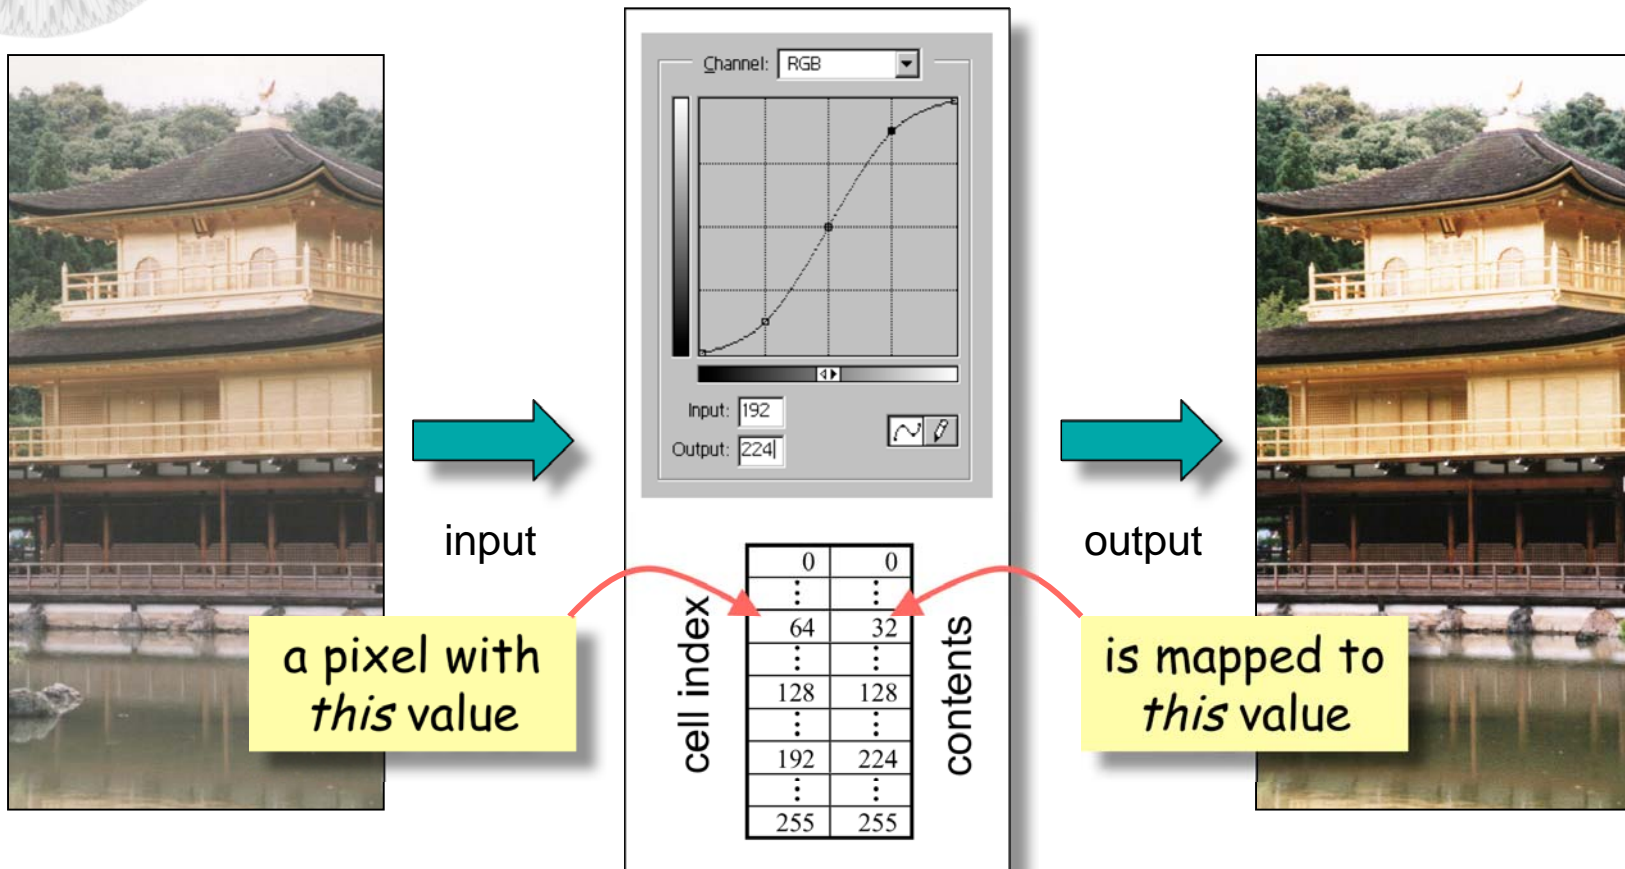 Channel: RGB
Input: 192
Output: 224
input
output
a pixel with
this value
cell index
0 0
64 32
128 128
192 224
255 255
contents
is mapped to
this value